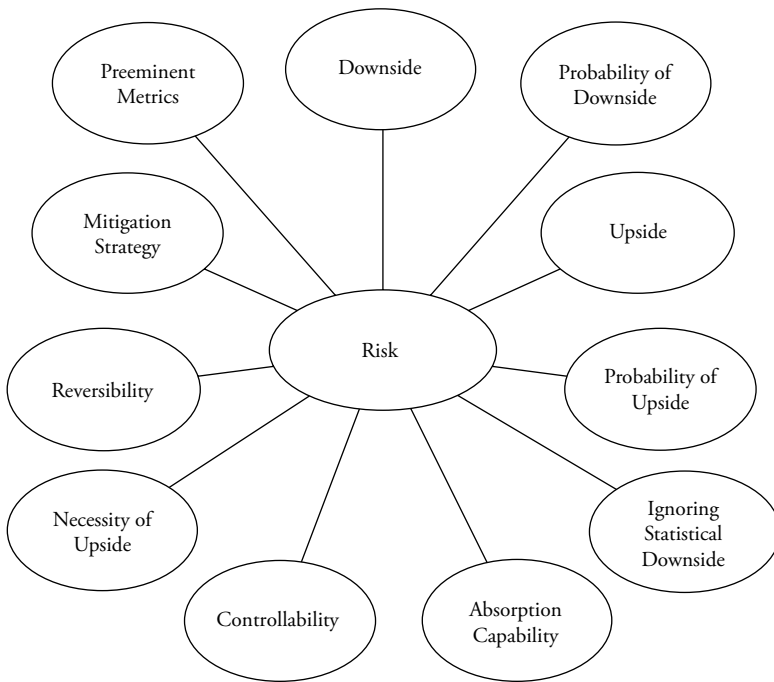 Preeminent
Metrics
Downside
Probability of
Downside
Mitigation
Strategy
Upside
Risk
Reversibility
Probability of
Upside
Necessity of
Upside
Ignoring
Statistical
Downside
Controllability
Absorption
Capability